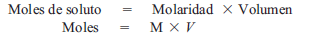 Moles de soluto = Molaridad × Volumen
Moles = M × V